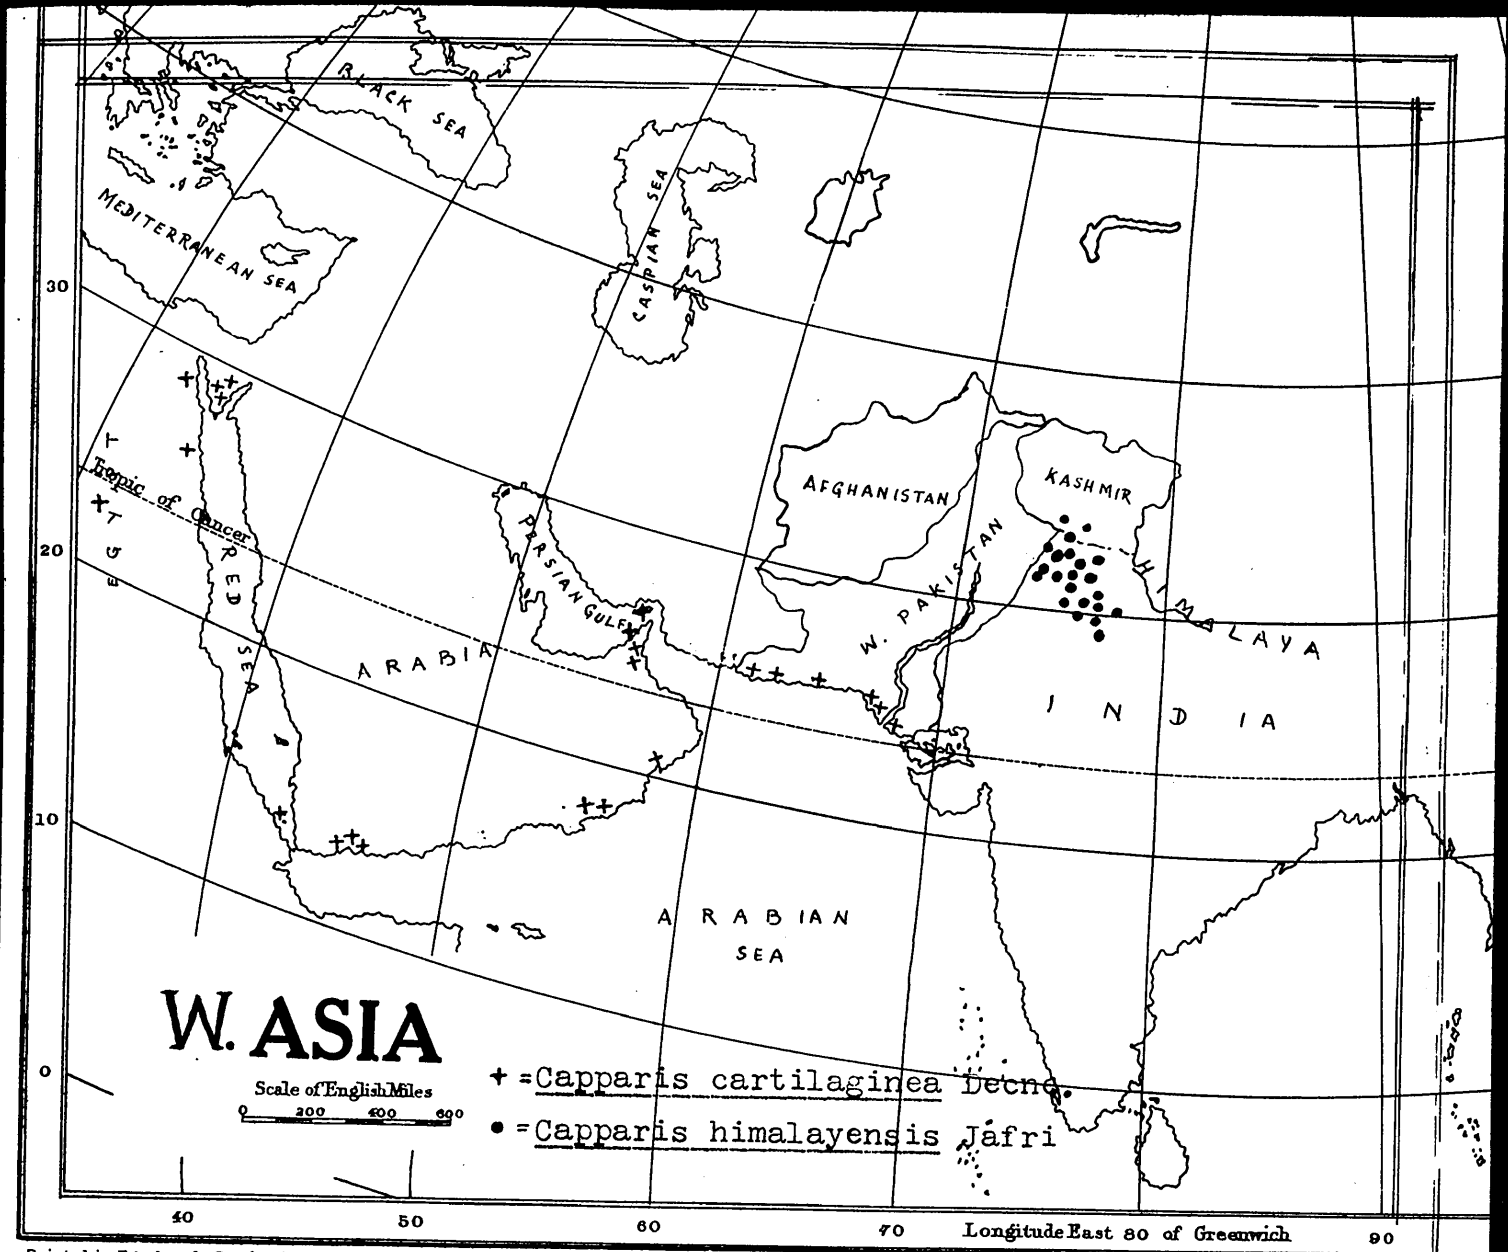 BLACK SEA
MEDITERRANEAN SEA
CASPIAN SEA
30
AFGHANISTAN
KASHMIR
Tropic of Cancer
PERSIAN GULF
W. PAKISTAN
HIMALAYA
20
RED SEA
ARABIA
INDIA
10
ARABIAN
SEA
W. ASIA
+ = Capparis cartilaginea Decne
0
Scale of English Miles
0 200 400 600
● = Capparis himalayensis Jafri
40 50 60 70 Longitude East 80 of Greenwich 90